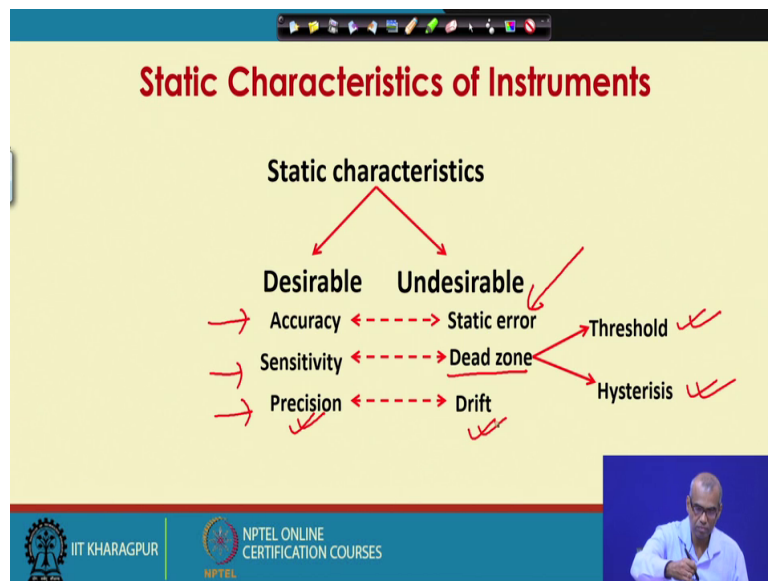 Static Characteristics of Instruments
Static characteristics
Desirable Undesirable
Accuracy Static error
Threshold
Sensitivity Dead zone
Hysterisis
Precision Drift
IIT KHARAGPUR
NPTEL
NPTEL ONLINE
CERTIFICATION COURSES